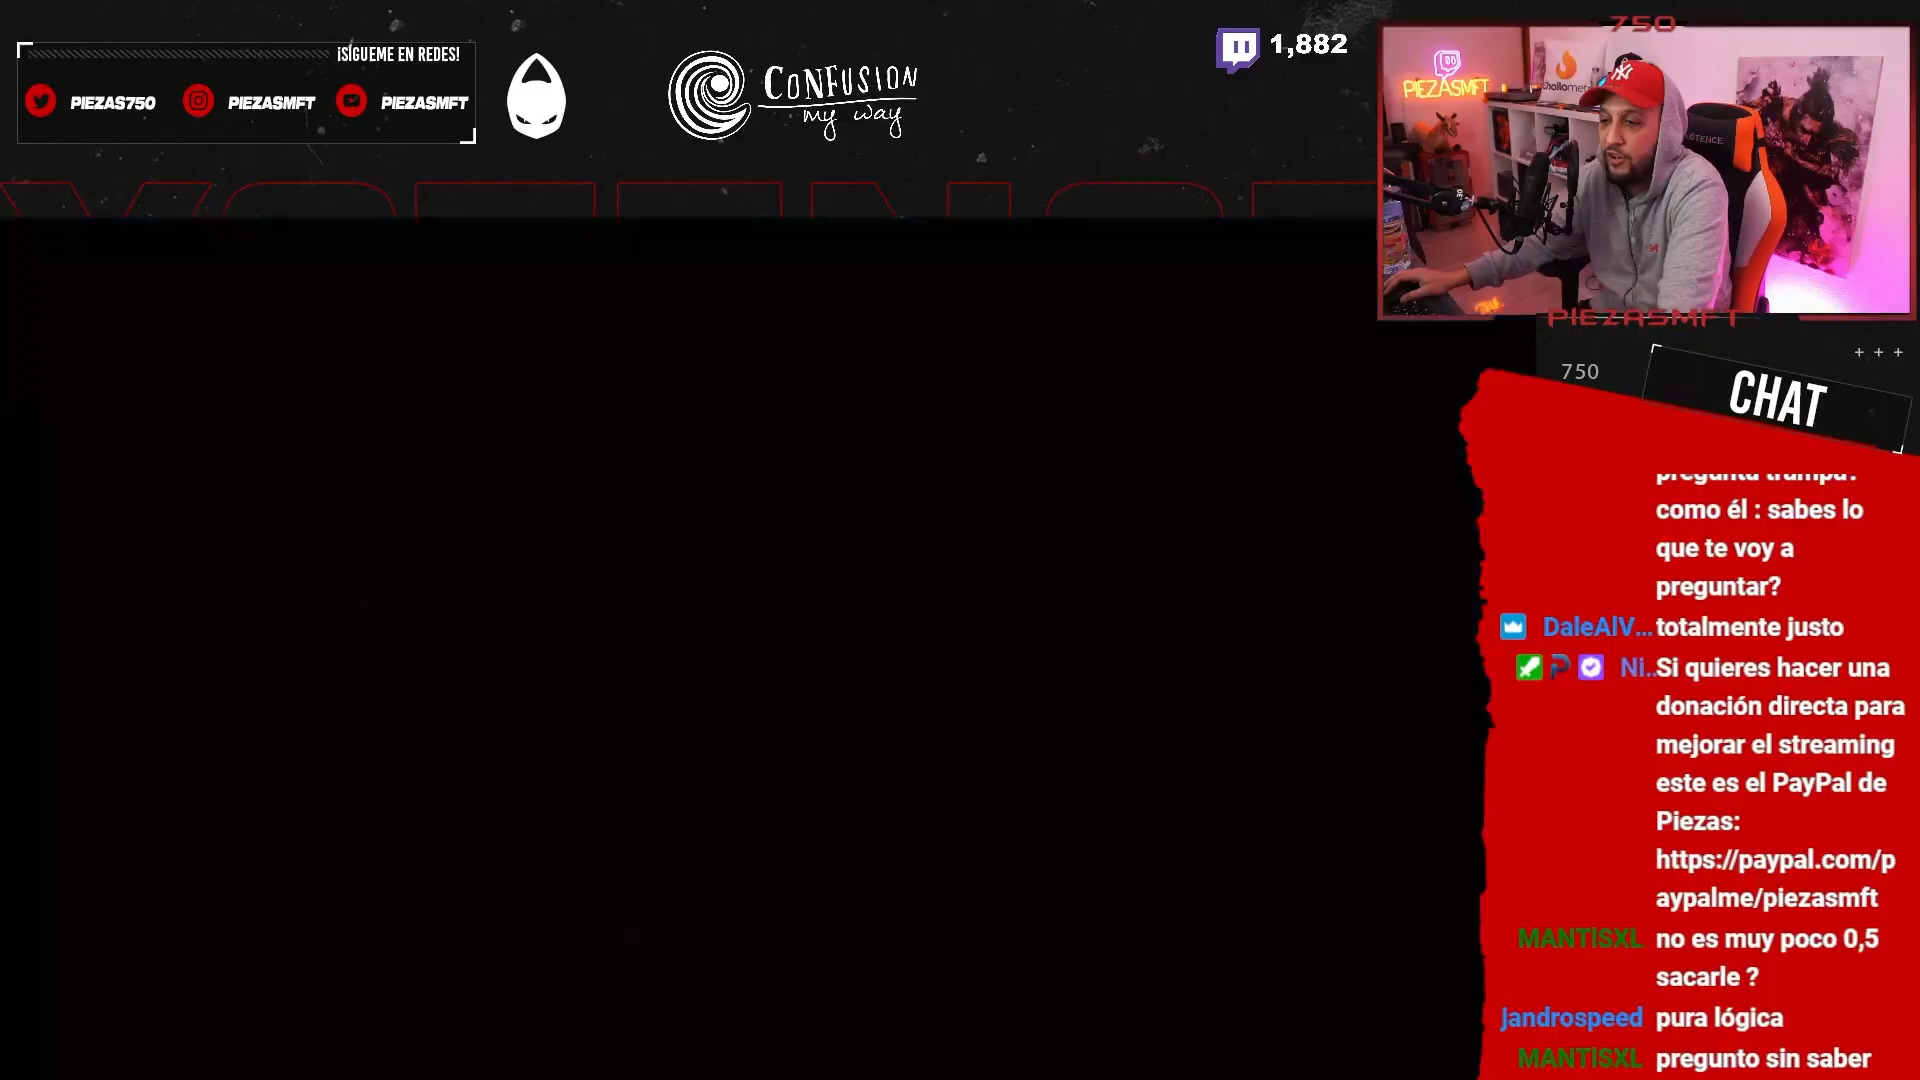 ¡SÍGUEME EN REDES!
PIEZAS750
PIEZASMFT
PIEZASMFT
CONFUSION
my way
1,882
750
PIEZASMFT
PIEZASMFT
750
CHAT
pregunta trampa?
como él : sabes lo
que te voy a
preguntar?
DaleAlV... totalmente justo
Ni.. Si quieres hacer una
donación directa para
mejorar el streaming
este es el PayPal de
Piezas:
https://paypal.com/p
aypalme/piezasmft
MANTISXL no es muy poco 0,5
sacarle ?
jandrospeed pura lógica
MANTISXL pregunto sin saber